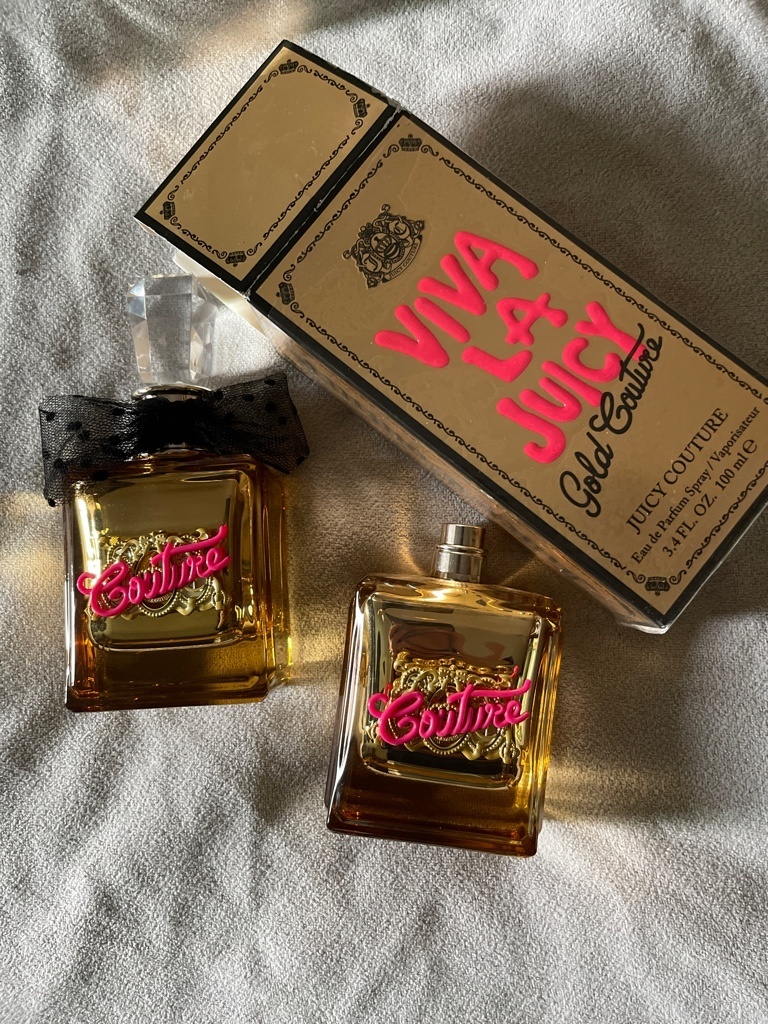 VIVA
LA
JUICY
Gold Couture
JUICY COUTURE
Eau de Parfum Spray / Vaporisateur
3.4 FL. OZ. 100 ml ℮
Couture
Couture